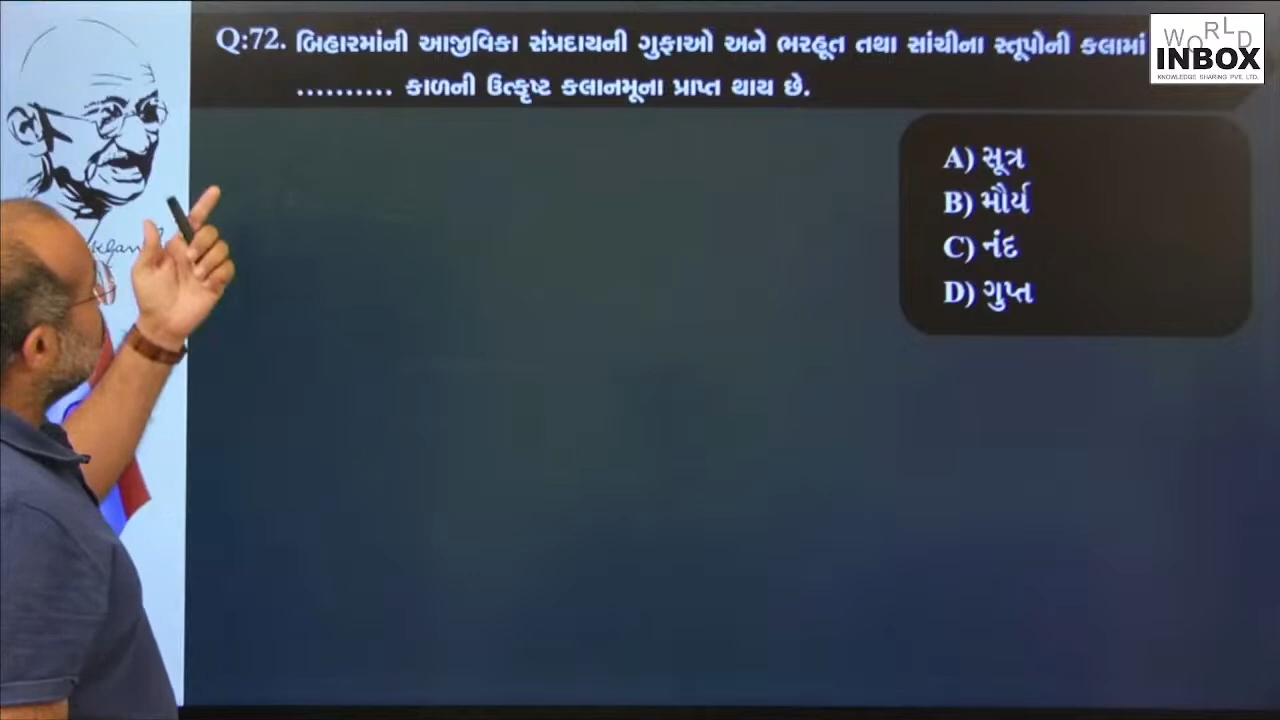 Q:72. બિહારમાંની આજીવિકા સંપ્રદાયની ગુફાઓ અને ભરહૂત તથા સાંચીના સ્તૂપોની કલામાં
.......... કાળની ઉત્કૃષ્ટ કલાનમૂના પ્રાપ્ત થાય છે.
A) સૂત્ર
B) મૌર્ય
C) નંદ
D) ગુપ્ત
WORLD
INBOX
KNOWLEDGE SHARING PVT. LTD.